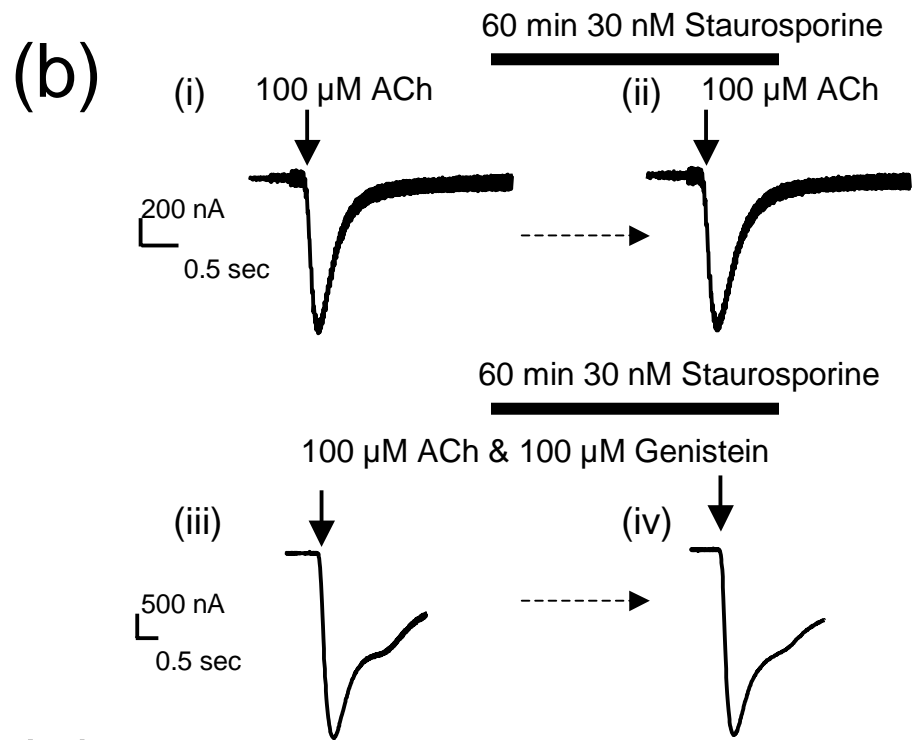 (b)
60 min 30 nM Staurosporine
(i) 100 µM ACh (ii) 100 µM ACh
200 nA
0.5 sec
60 min 30 nM Staurosporine
100 µM ACh & 100 µM Genistein
(iii) (iv)
500 nA
0.5 sec